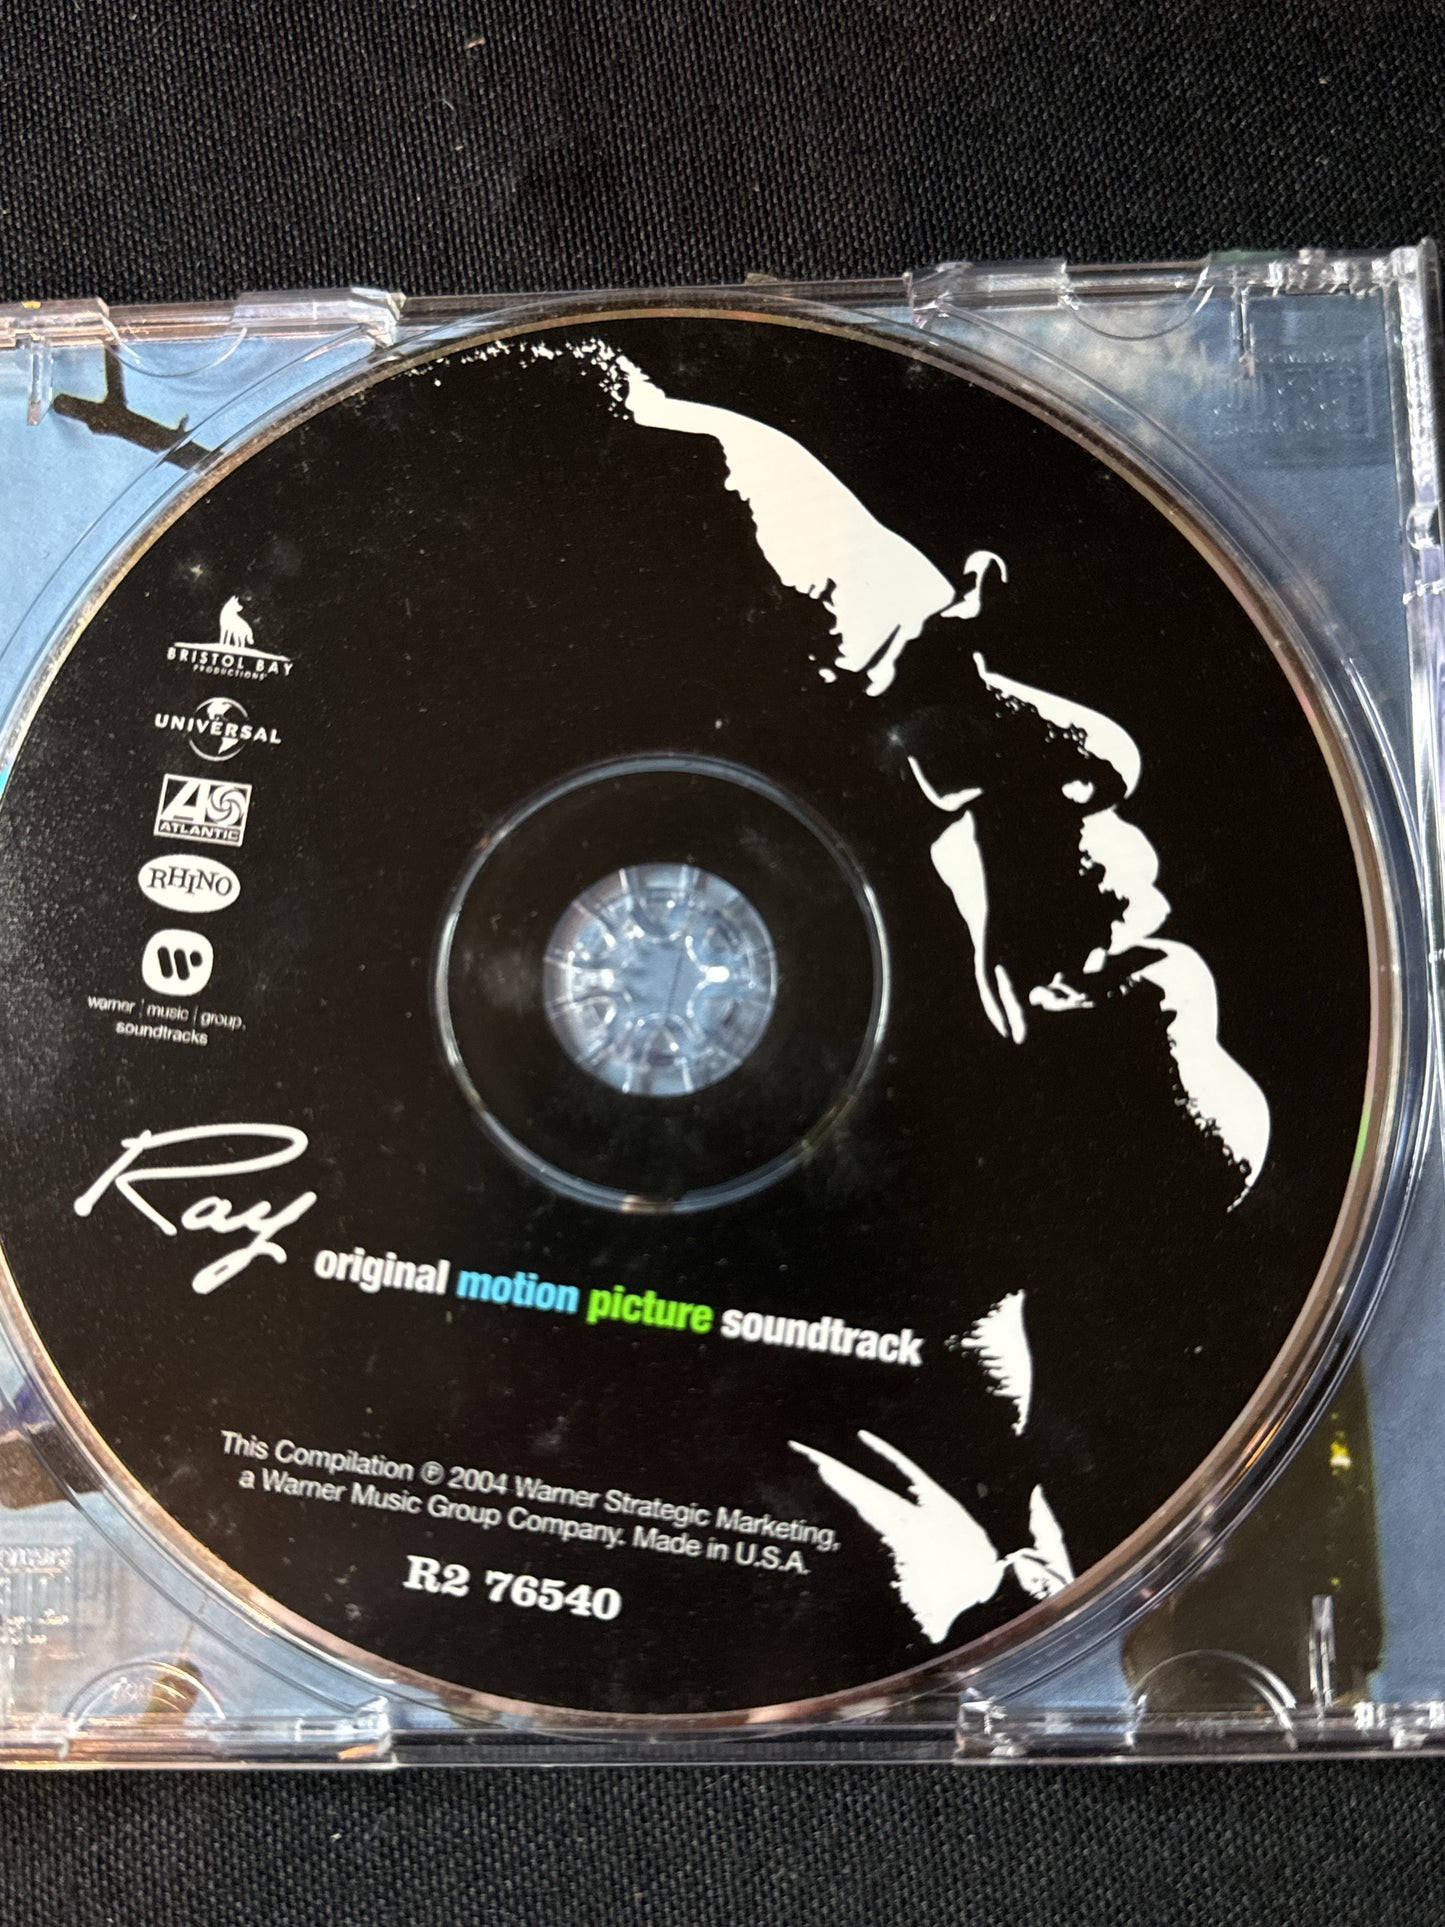 BRISTOL BAY
PRODUCTIONS
UNIVERSAL
ATLANTIC
RHINO
warner | music | group.
soundtracks
Ray
original motion picture soundtrack
This Compilation ℗ 2004 Warner Strategic Marketing,
a Warner Music Group Company. Made in U.S.A.
R2 76540